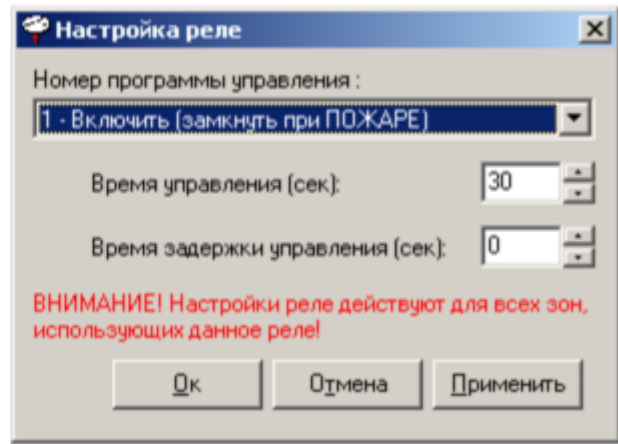 Настройка реле
Номер программы управления :
1 - Включить (замкнуть при ПОЖАРЕ)
Время управления (сек):
30
Время задержки управления (сек):
0
ВНИМАНИЕ! Настройки реле действуют для всех зон,
использующих данное реле!
Ок
Отмена
Применить